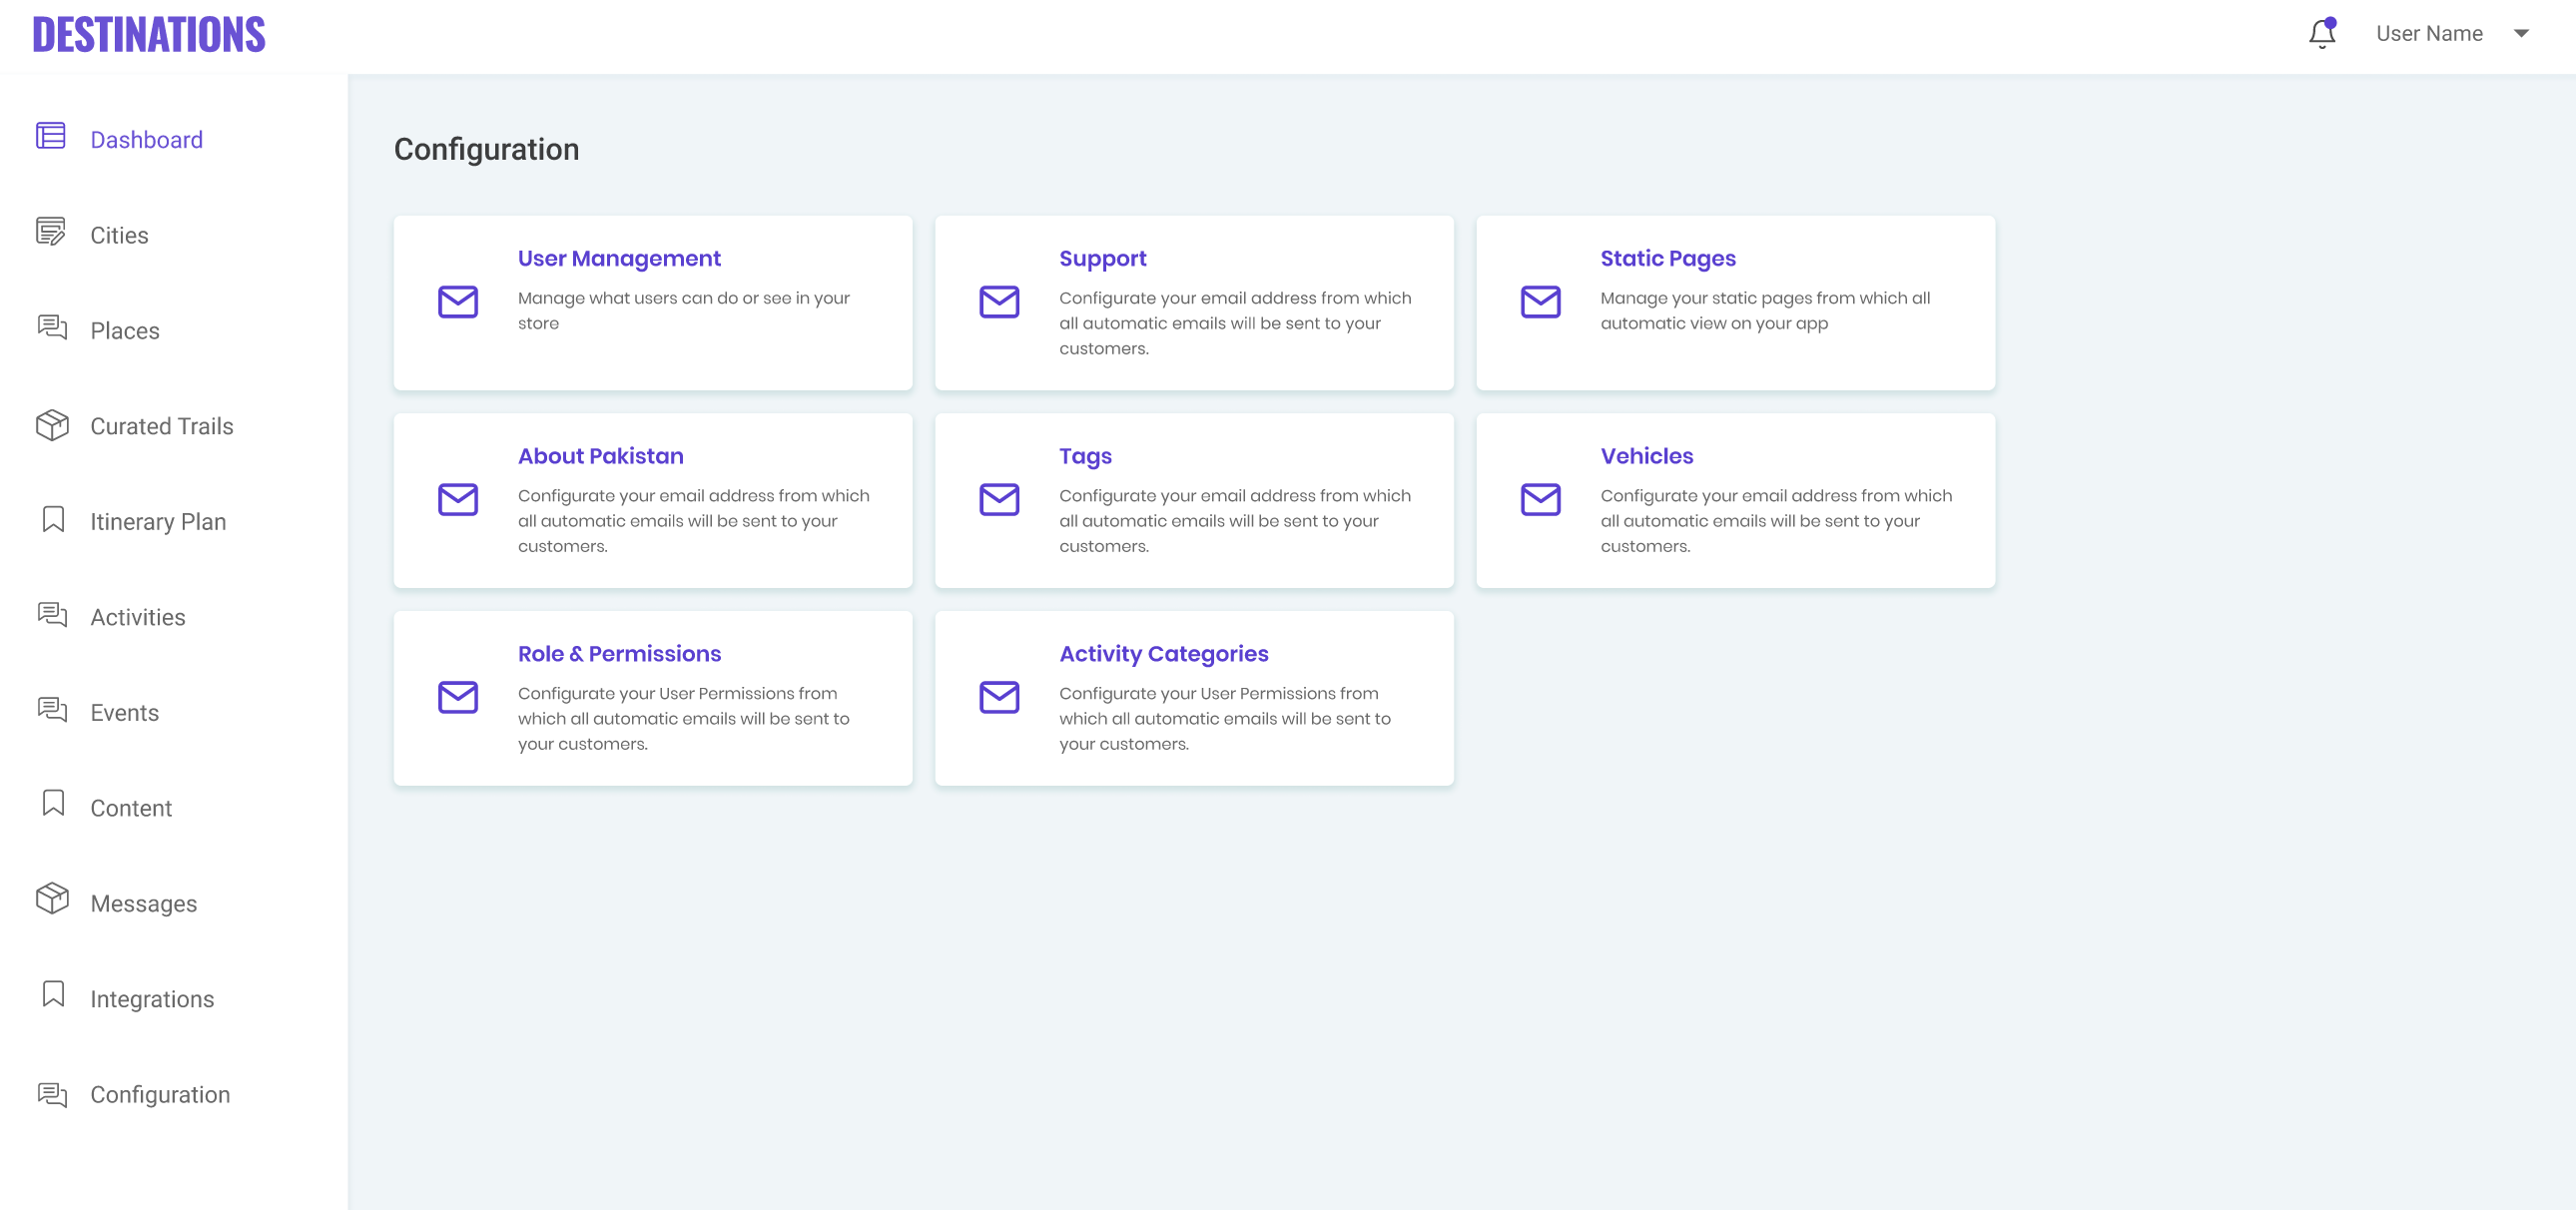 DESTINATIONS
User Name
Dashboard
Cities
Places
Curated Trails
Itinerary Plan
Activities
Events
Content
Messages
Integrations
Configuration
Configuration
User Management
Manage what users can do or see in your
store
Support
Configurate your email address from which
all automatic emails will be sent to your
customers.
Static Pages
Manage your static pages from which all
automatic view on your app
About Pakistan
Configurate your email address from which
all automatic emails will be sent to your
customers.
Tags
Configurate your email address from which
all automatic emails will be sent to your
customers.
Vehicles
Configurate your email address from which
all automatic emails will be sent to your
customers.
Role & Permissions
Configurate your User Permissions from
which all automatic emails will be sent to
your customers.
Activity Categories
Configurate your User Permissions from
which all automatic emails will be sent to
your customers.